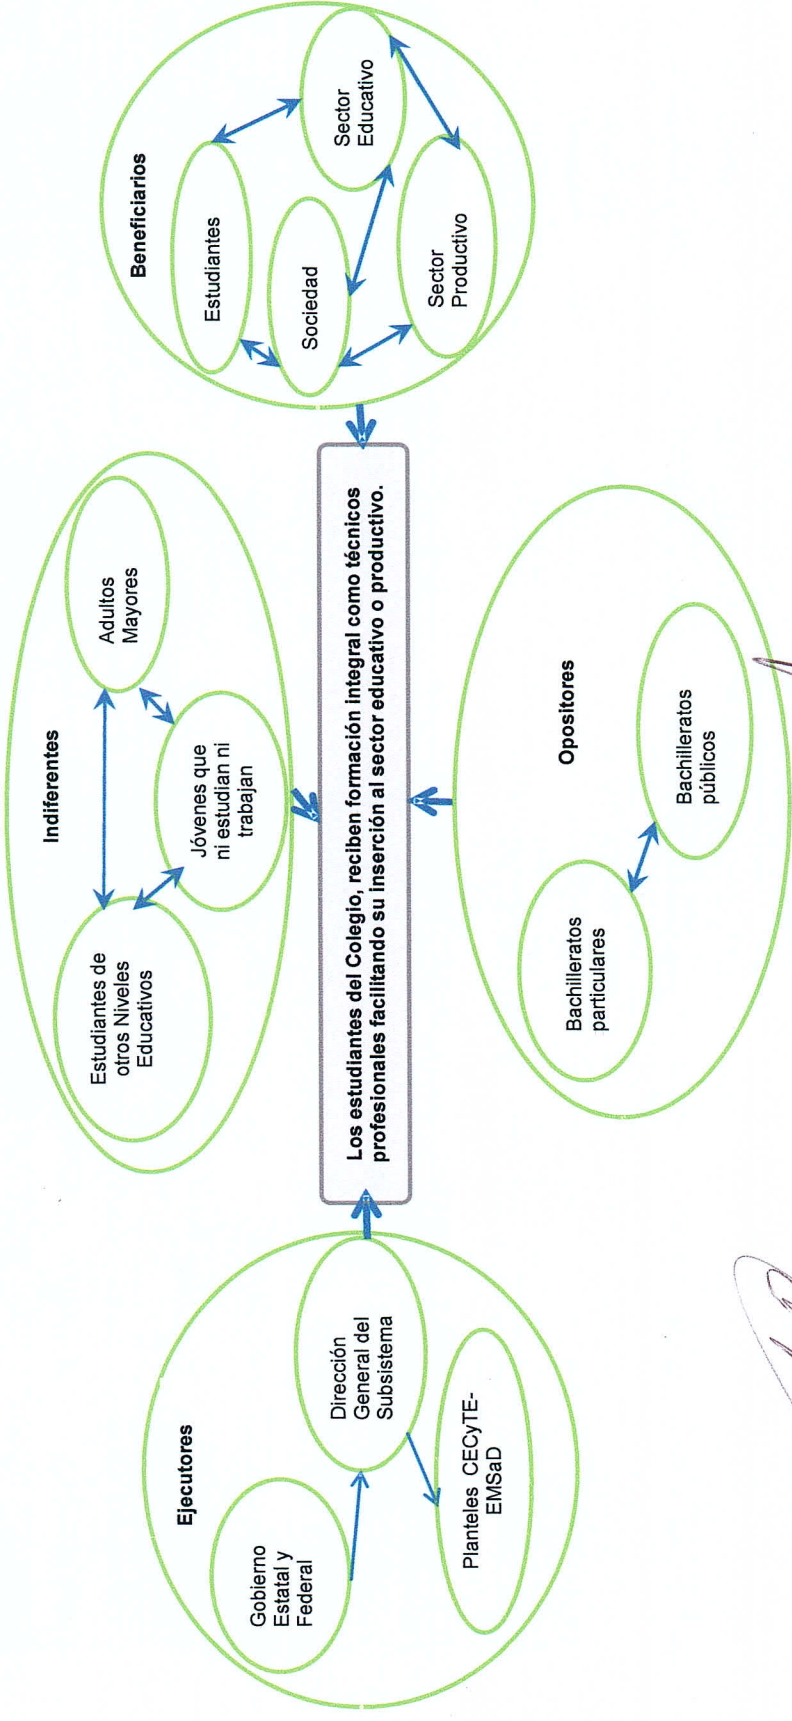 Indiferentes
Estudiantes de
otros Niveles
Educativos
Adultos
Mayores
Jóvenes que
ni estudian ni
trabajan
Ejecutores
Gobierno
Estatal y
Federal
Dirección
General del
Subsistema
Planteles CECyTE-
EMSaD
Los estudiantes del Colegio, reciben formación integral como técnicos
profesionales facilitando su inserción al sector educativo o productivo.
Beneficiarios
Estudiantes
Sociedad
Sector
Educativo
Sector
Productivo
Opositores
Bachilleratos
particulares
Bachilleratos
públicos